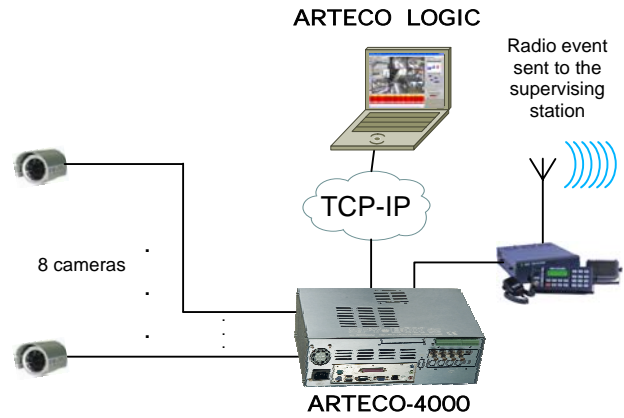 ARTECO LOGIC
Radio event
sent to the
supervising
station
TCP-IP
8 cameras
ARTECO-4000